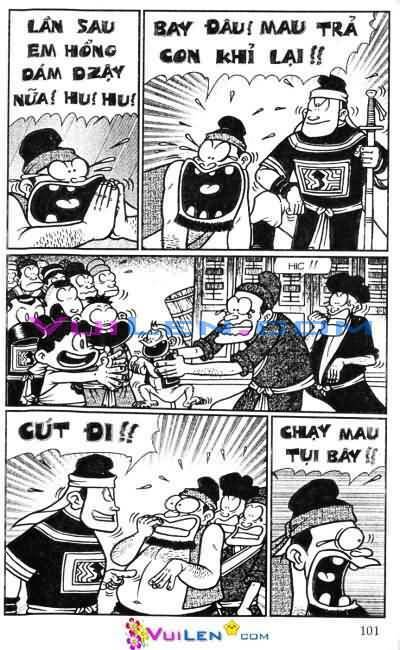 LẦN SAU
EM HỔNG
DÁM DZẬY
NỮA! HU! HU!
BAY ĐÂU! MAU TRẢ
CON KHỈ LẠI!!
HIC!!
VUILEN.COM
CÚT ĐI!!
CHẠY MAU
TỤI BÂY!!
101
VUILEN.COM